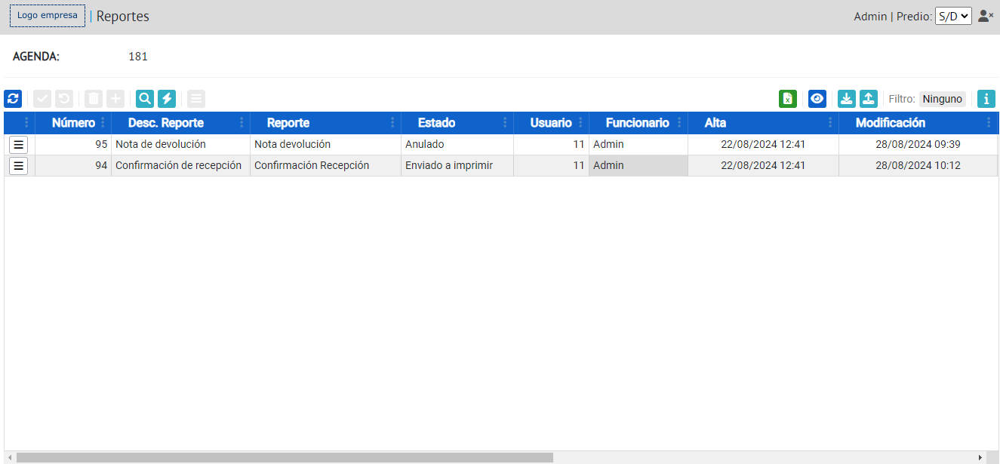 Logo empresa | Reportes Admin | Predio: S/D
AGENDA: 181
Filtro: Ninguno
Número Desc. Reporte Reporte Estado Usuario Funcionario Alta Modificación
95 Nota de devolución Nota devolución Anulado 11 Admin 22/08/2024 12:41 28/08/2024 09:39
94 Confirmación de recepción Confirmación Recepción Enviado a imprimir 11 Admin 22/08/2024 12:41 28/08/2024 10:12